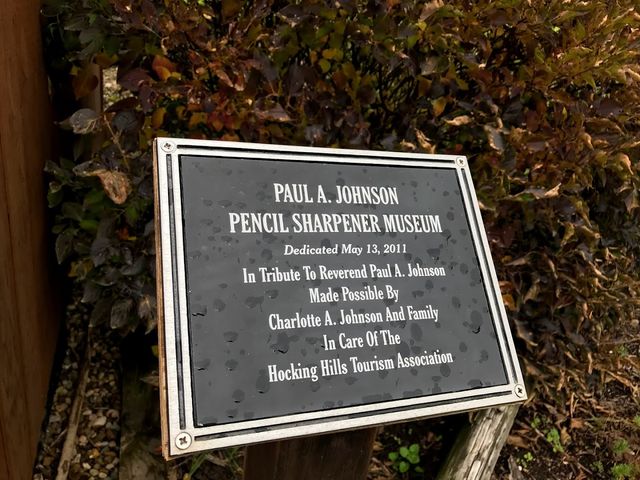 PAUL A. JOHNSON
PENCIL SHARPENER MUSEUM
Dedicated May 13, 2011
In Tribute To Reverend Paul A. Johnson
Made Possible By
Charlotte A. Johnson And Family
In Care Of The
Hocking Hills Tourism Association